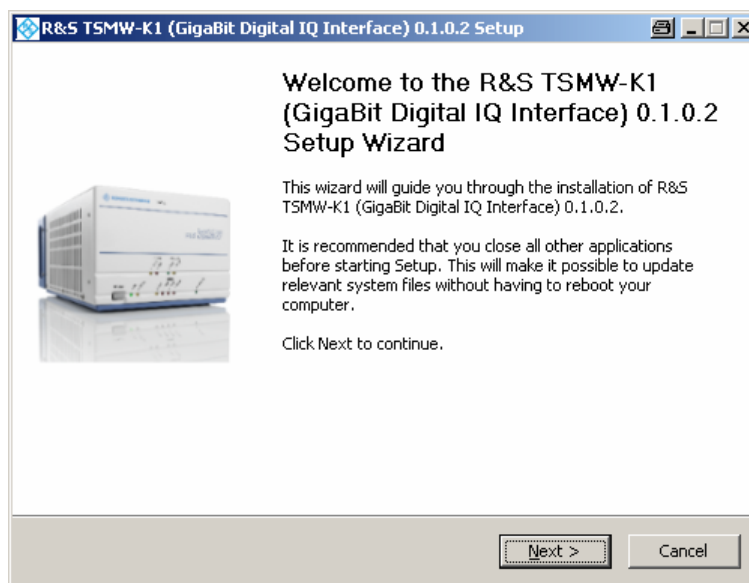 R&S TSMW-K1 (GigaBit Digital IQ Interface) 0.1.0.2 Setup
Welcome to the R&S TSMW-K1
(GigaBit Digital IQ Interface) 0.1.0.2
Setup Wizard
This wizard will guide you through the installation of R&S
TSMW-K1 (GigaBit Digital IQ Interface) 0.1.0.2.
It is recommended that you close all other applications
before starting Setup. This will make it possible to update
relevant system files without having to reboot your
computer.
Click Next to continue.
Next >
Cancel